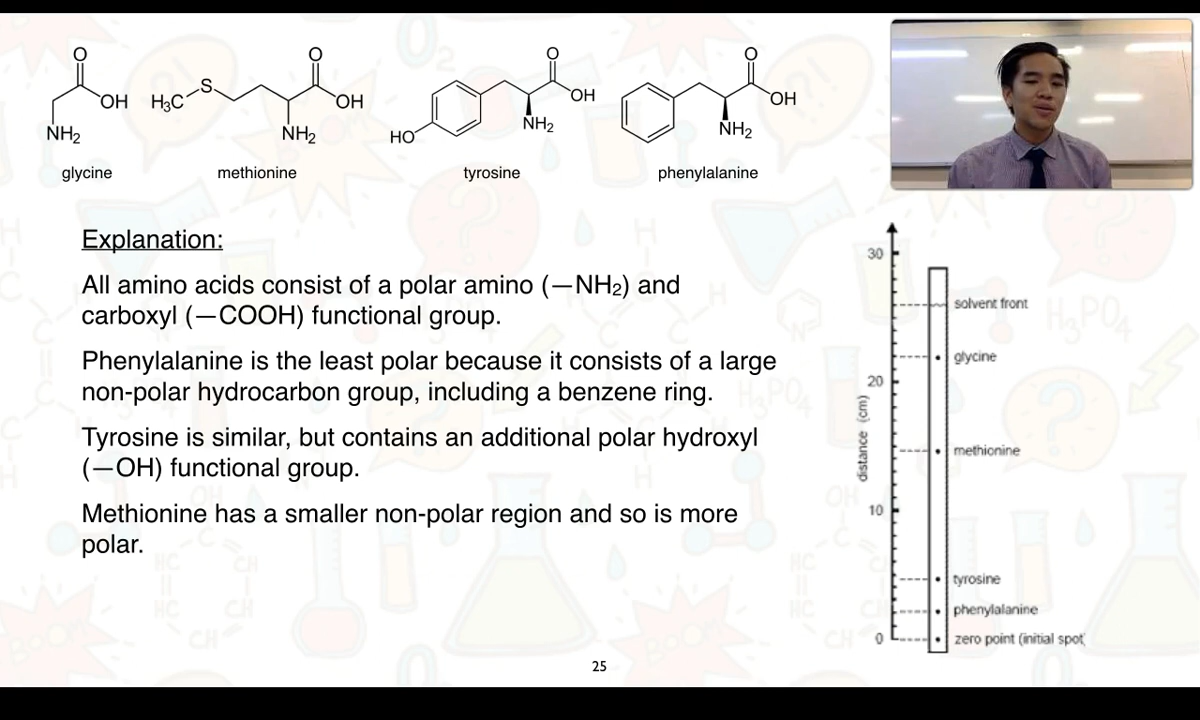 O
OH
NH₂
glycine
O
S
H₃C
OH
NH₂
methionine
O
OH
NH₂
HO
tyrosine
O
OH
NH₂
phenylalanine
Explanation:
All amino acids consist of a polar amino (—NH₂) and
carboxyl (—COOH) functional group.
Phenylalanine is the least polar because it consists of a large
non-polar hydrocarbon group, including a benzene ring.
Tyrosine is similar, but contains an additional polar hydroxyl
(—OH) functional group.
Methionine has a smaller non-polar region and so is more
polar.
distance (cm)
30
20
10
0
solvent front
glycine
methionine
tyrosine
phenylalanine
zero point (initial spot
25